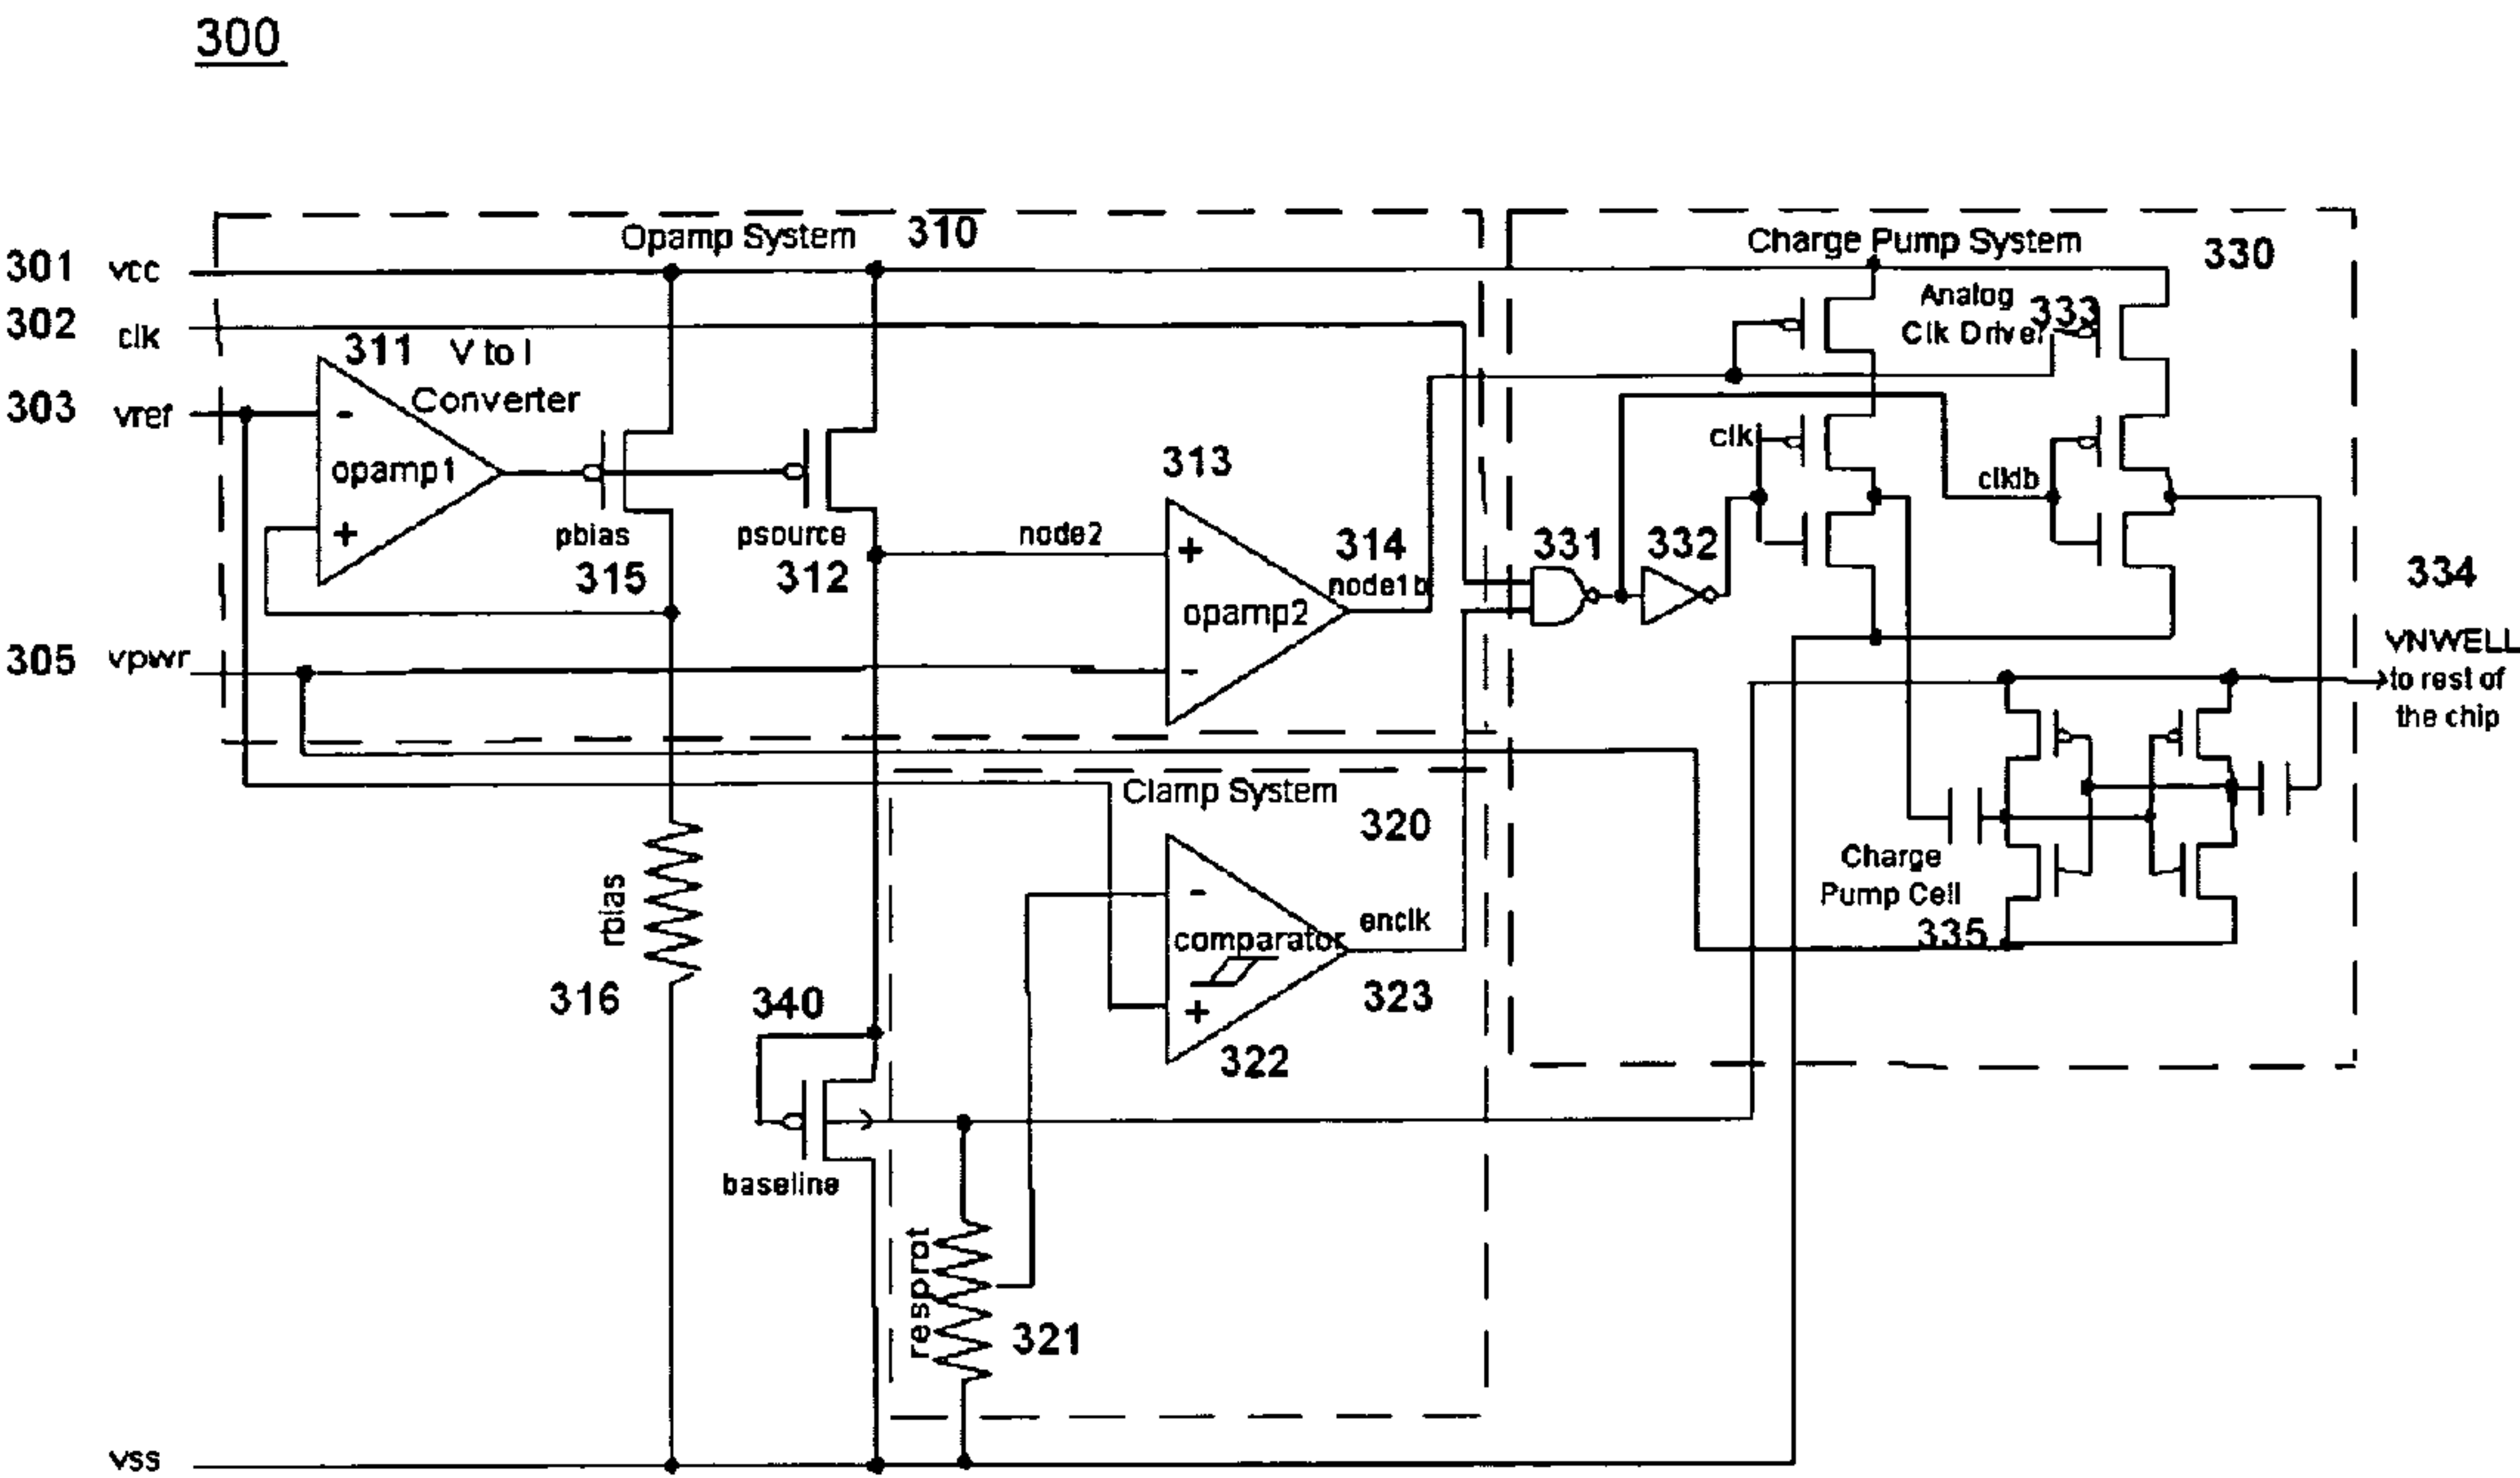 300
Opamp System 310
Charge Pump System 330
301 vcc
302 clk
303 vref
311 V to I
Converter
-
opamp1
+
pbias
315
psource
312
node2
313
+
opamp2
-
314
node1b
305 vpwr
Analog
Clk Driver 333
clk
clkb
331 332
334
VNWELL
to rest of
the chip
Clamp System
320
-
comparator
+
322
enclk
323
Charge
Pump Cell
335
rbias
316
340
baseline
resprot
321
vss